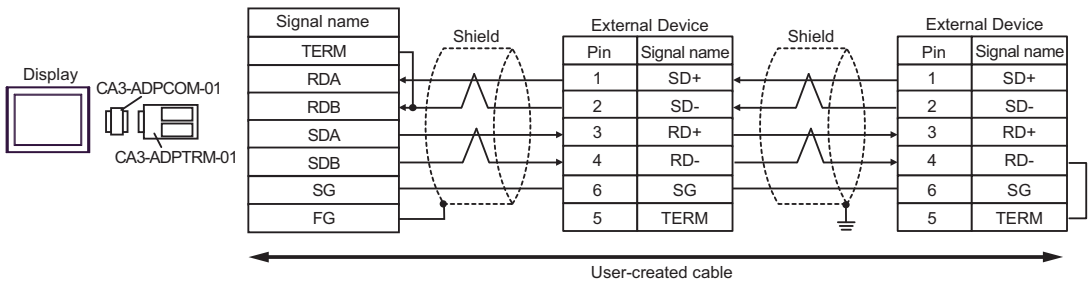 Display
CA3-ADPCOM-01
CA3-ADPTRM-01
Signal name
TERM
RDA
RDB
SDA
SDB
SG
FG
Shield
External Device
Pin Signal name
1 SD+
2 SD-
3 RD+
4 RD-
6 SG
5 TERM
Shield
External Device
Pin Signal name
1 SD+
2 SD-
3 RD+
4 RD-
6 SG
5 TERM
User-created cable